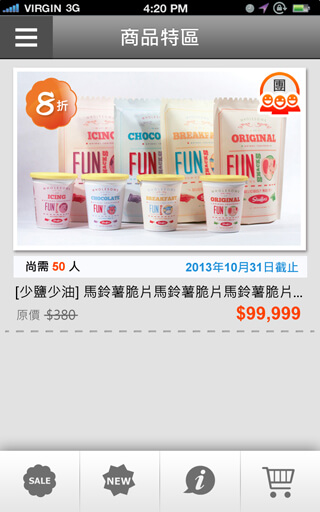 VIRGIN 3G
4:20 PM
商品特區
8折
團
ICING
CHOCO
BREAKFAST
ORIGINAL
FUN!
FUN!
FUN!
FUN!
ICING
CHOCOLATE
BREAKFAST
ORIGINAL
FUN!
FUN!
FUN!
FUN!
尚需 50 人
2013年10月31日截止
[少鹽少油] 馬鈴薯脆片馬鈴薯脆片馬鈴薯脆片...
原價 $380
$99,999
SALE
NEW